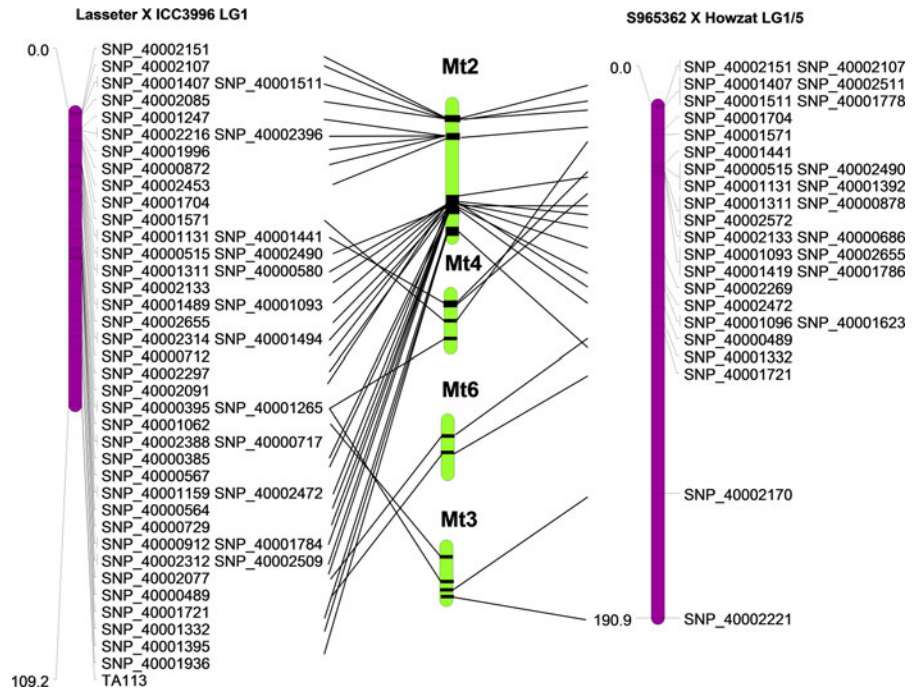 Lasseter X ICC3996 LG1
0.0
SNP_40002151
SNP_40002107
SNP_40001407 SNP_40001511
SNP_40002085
SNP_40001247
SNP_40002216 SNP_40002396
SNP_40001996
SNP_40000872
SNP_40002453
SNP_40001704
SNP_40001571
SNP_40001131 SNP_40001441
SNP_40000515 SNP_40002490
SNP_40001311 SNP_40000580
SNP_40002133
SNP_40001489 SNP_40001093
SNP_40002655
SNP_40002314 SNP_40001494
SNP_40000712
SNP_40002297
SNP_40002091
SNP_40000395 SNP_40001265
SNP_40001062
SNP_40002388 SNP_40000717
SNP_40000385
SNP_40000567
SNP_40001159 SNP_40002472
SNP_40000564
SNP_40000729
SNP_40000912 SNP_40001784
SNP_40002312 SNP_40002509
SNP_40002077
SNP_40000489
SNP_40001721
SNP_40001332
SNP_40001395
SNP_40001936
109.2
TA113
Mt2
Mt4
Mt6
Mt3
S965362 X Howzat LG1/5
0.0
SNP_40002151 SNP_40002107
SNP_40001407 SNP_40002511
SNP_40001511 SNP_40001778
SNP_40001704
SNP_40001571
SNP_40001441
SNP_40000515 SNP_40002490
SNP_40001131 SNP_40001392
SNP_40001311 SNP_40000878
SNP_40002572
SNP_40002133 SNP_40000686
SNP_40001093 SNP_40002655
SNP_40001419 SNP_40001786
SNP_40002269
SNP_40002472
SNP_40001096 SNP_40001623
SNP_40000489
SNP_40001332
SNP_40001721
SNP_40002170
190.9
SNP_40002221